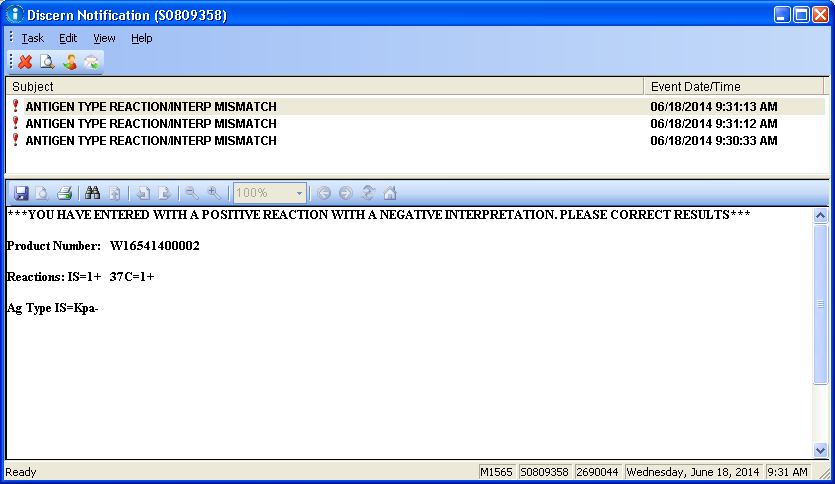 Discern Notification (S0809358)
Task Edit View Help
Subject Event Date/Time
ANTIGEN TYPE REACTION/INTERP MISMATCH 06/18/2014 9:31:13 AM
ANTIGEN TYPE REACTION/INTERP MISMATCH 06/18/2014 9:31:12 AM
ANTIGEN TYPE REACTION/INTERP MISMATCH 06/18/2014 9:30:33 AM
100%
***YOU HAVE ENTERED WITH A POSITIVE REACTION WITH A NEGATIVE INTERPRETATION. PLEASE CORRECT RESULTS***
Product Number: W16541400002
Reactions: IS=1+ 37C=1+
Ag Type IS=Kpa-
Ready M1565 S0809358 2690044 Wednesday, June 18, 2014 9:31 AM